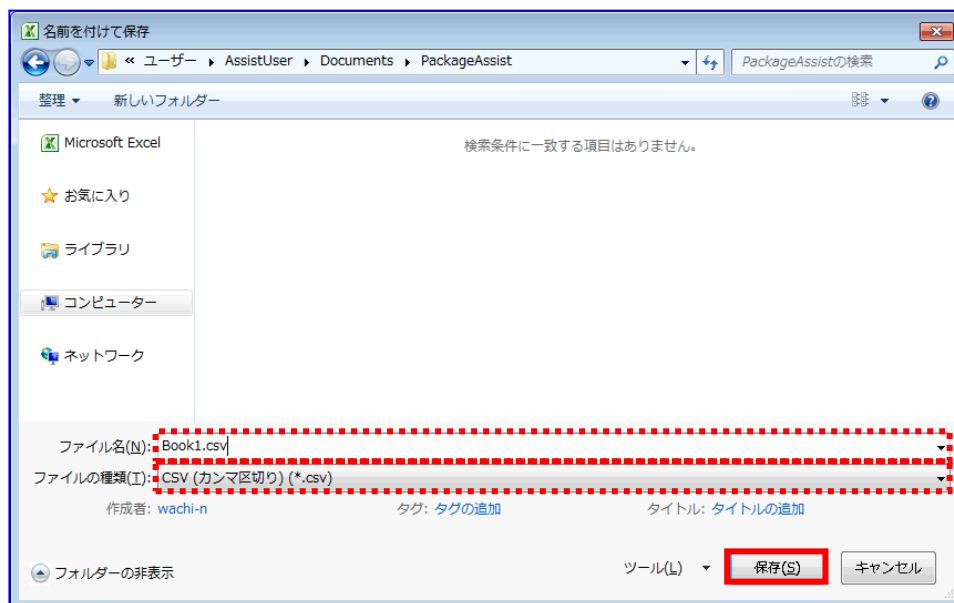 名前を付けて保存
« ユーザー ▸ AssistUser ▸ Documents ▸ PackageAssist
PackageAssistの検索
整理 ▼ 新しいフォルダー
Microsoft Excel
検索条件に一致する項目はありません。
お気に入り
ライブラリ
コンピューター
ネットワーク
ファイル名(N): Book1.csv
ファイルの種類(T): CSV (カンマ区切り) (*.csv)
作成者: wachi-n タグ: タグの追加 タイトル: タイトルの追加
フォルダーの非表示 ツール(L) ▼ 保存(S) キャンセル